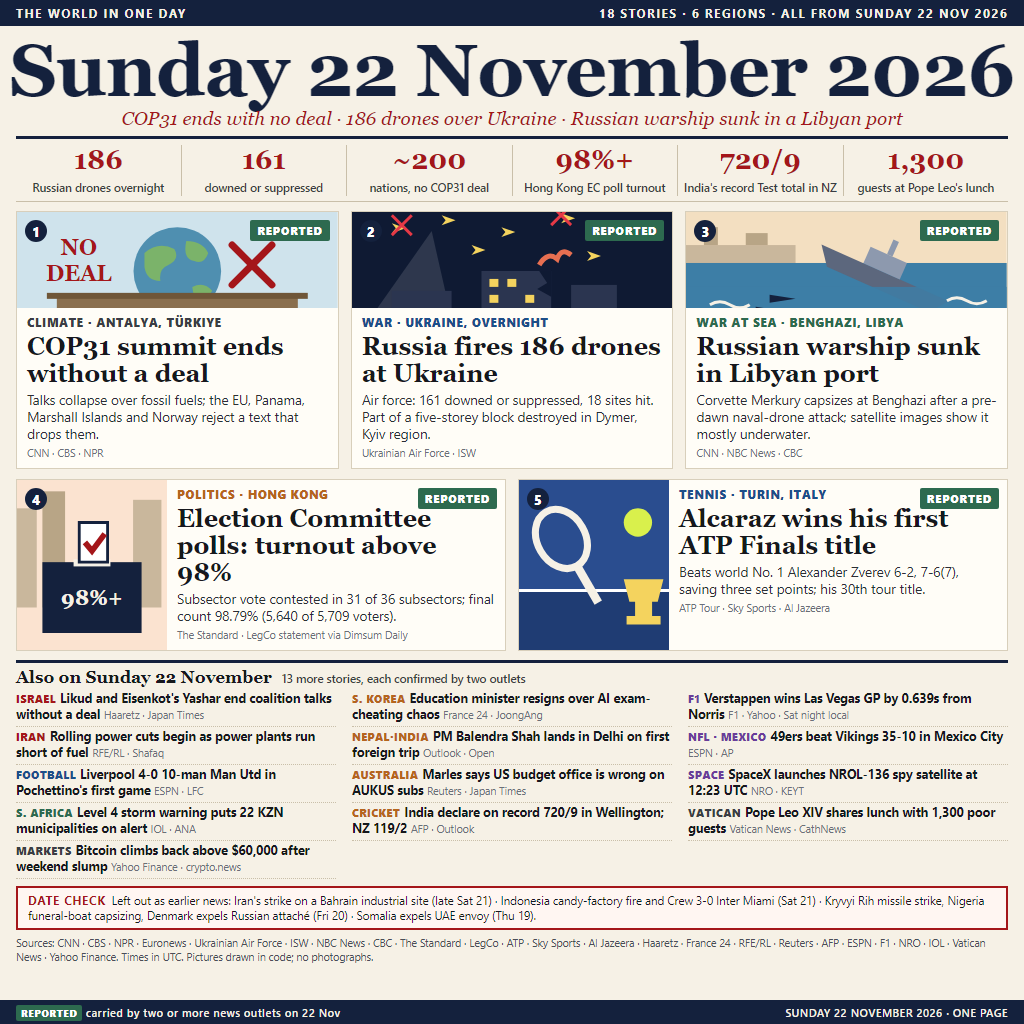 THE WORLD IN ONE DAY
18 STORIES · 6 REGIONS · ALL FROM SUNDAY 22 NOV 2026
Sunday 22 November 2026
COP31 ends with no deal · 186 drones over Ukraine · Russian warship sunk in a Libyan port
186
Russian drones overnight
161
downed or suppressed
~200
nations, no COP31 deal
98%+
Hong Kong EC poll turnout
720/9
India's record Test total in NZ
1,300
guests at Pope Leo's lunch
1
REPORTED
NO
DEAL
CLIMATE · ANTALYA, TÜRKIYE
COP31 summit ends
without a deal
Talks collapse over fossil fuels; the EU, Panama,
Marshall Islands and Norway reject a text that
drops them.
CNN · CBS · NPR
2
REPORTED
WAR · UKRAINE, OVERNIGHT
Russia fires 186 drones
at Ukraine
Air force: 161 downed or suppressed, 18 sites hit.
Part of a five-storey block destroyed in Dymer,
Kyiv region.
Ukrainian Air Force · ISW
3
REPORTED
WAR AT SEA · BENGHAZI, LIBYA
Russian warship sunk
in Libyan port
Corvette Merkury capsizes at Benghazi after a pre-
dawn naval-drone attack; satellite images show it
mostly underwater.
CNN · NBC News · CBC
4
98%+
POLITICS · HONG KONG
REPORTED
Election Committee
polls: turnout above
98%
Subsector vote contested in 31 of 36 subsectors; final
count 98.79% (5,640 of 5,709 voters).
The Standard · LegCo statement via Dimsum Daily
5
TENNIS · TURIN, ITALY
REPORTED
Alcaraz wins his first
ATP Finals title
Beats world No. 1 Alexander Zverev 6-2, 7-6(7),
saving three set points; his 30th tour title.
ATP Tour · Sky Sports · Al Jazeera
Also on Sunday 22 November 13 more stories, each confirmed by two outlets
ISRAEL Likud and Eisenkot's Yashar end coalition talks
without a deal Haaretz · Japan Times
IRAN Rolling power cuts begin as power plants run
short of fuel RFE/RL · Shafaq
FOOTBALL Liverpool 4-0 10-man Man Utd in
Pochettino's first game ESPN · LFC
S. AFRICA Level 4 storm warning puts 22 KZN
municipalities on alert IOL · ANA
MARKETS Bitcoin climbs back above $60,000 after
weekend slump Yahoo Finance · crypto.news
S. KOREA Education minister resigns over AI exam-
cheating chaos France 24 · JoongAng
NEPAL-INDIA PM Balendra Shah lands in Delhi on first
foreign trip Outlook · Open
AUSTRALIA Marles says US budget office is wrong on
AUKUS subs Reuters · Japan Times
CRICKET India declare on record 720/9 in Wellington;
NZ 119/2 AFP · Outlook
F1 Verstappen wins Las Vegas GP by 0.639s from
Norris F1 · Yahoo · Sat night local
NFL · MEXICO 49ers beat Vikings 35-10 in Mexico City
ESPN · AP
SPACE SpaceX launches NROL-136 spy satellite at
12:23 UTC NRO · KEYT
VATICAN Pope Leo XIV shares lunch with 1,300 poor
guests Vatican News · CathNews
DATE CHECK Left out as earlier news: Iran's strike on a Bahrain industrial site (late Sat 21) · Indonesia candy-factory fire and Crew 3-0 Inter Miami (Sat 21) · Kryvyi Rih missile strike, Nigeria
funeral-boat capsizing, Denmark expels Russian attaché (Fri 20) · Somalia expels UAE envoy (Thu 19).
Sources: CNN · CBS · NPR · Euronews · Ukrainian Air Force · ISW · NBC News · CBC · The Standard · LegCo · ATP · Sky Sports · Al Jazeera · Haaretz · France 24 · RFE/RL · Reuters · AFP · ESPN · F1 · NRO · IOL · Vatican
News · Yahoo Finance. Times in UTC. Pictures drawn in code; no photographs.
REPORTED carried by two or more news outlets on 22 Nov
SUNDAY 22 NOVEMBER 2026 · ONE PAGE